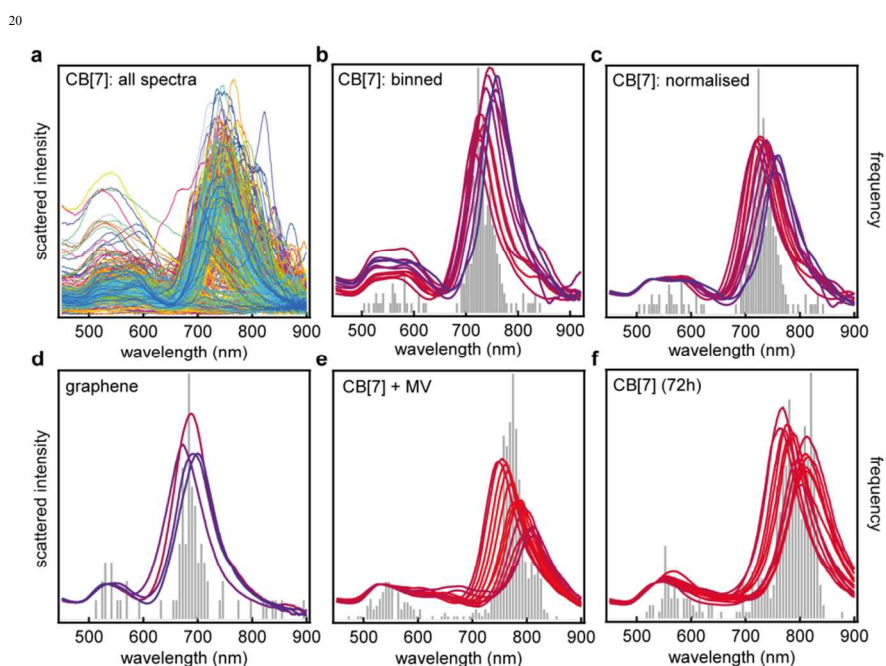 20
a
CB[7]: all spectra
scattered intensity
500 600 700 800 900
wavelength (nm)
b
CB[7]: binned
500 600 700 800 900
wavelength (nm)
c
CB[7]: normalised
frequency
500 600 700 800 900
wavelength (nm)
d
graphene
scattered intensity
500 600 700 800 900
wavelength (nm)
e
CB[7] + MV
500 600 700 800 900
wavelength (nm)
f
CB[7] (72h)
frequency
500 600 700 800 900
wavelength (nm)